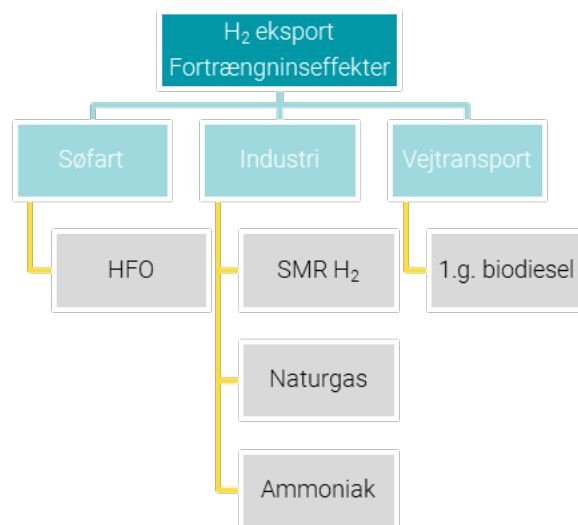 H₂ eksport
Fortrængninseffekter
Søfart
Industri
Vejtransport
HFO
SMR H₂
1.g. biodiesel
Naturgas
Ammoniak